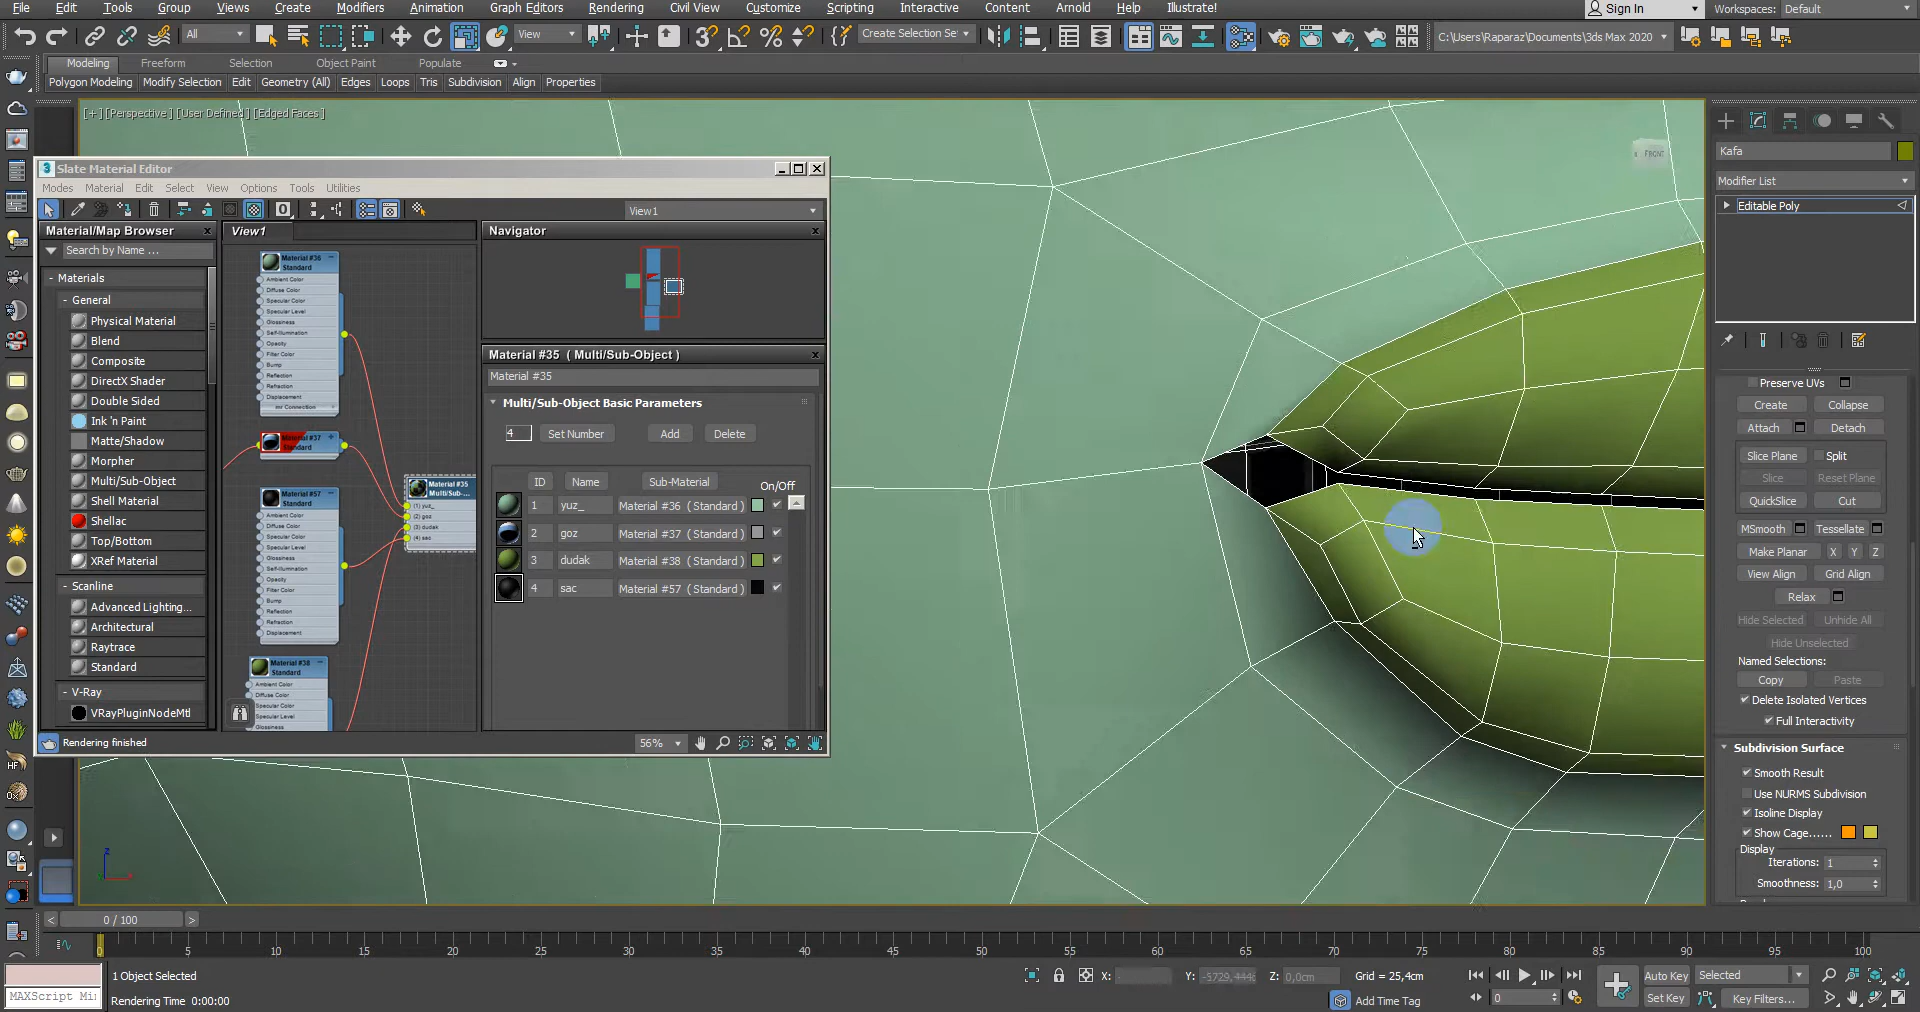 File Edit Tools Group Views Create Modifiers Animation Graph Editors Rendering Civil View Customize Scripting Interactive Content Arnold Help Illustrate! Sign In Workspaces: Default
All View Create Selection Se C:\Users\Raparaz\Documents\3ds Max 2020
Modeling Freeform Selection Object Paint Populate
Polygon Modeling Modify Selection Edit Geometry (All) Edges Loops Tris Subdivision Align Properties
[+] [Perspective] [User Defined] [Edged Faces]
FRONT
Slate Material Editor
Modes Material Edit Select View Options Tools Utilities
View1
Material/Map Browser
Search by Name ...
- Materials
- General
Physical Material
Blend
Composite
DirectX Shader
Double Sided
Ink 'n Paint
Matte/Shadow
Morpher
Multi/Sub-Object
Shell Material
Shellac
Top/Bottom
XRef Material
- Scanline
Advanced Lighting...
Architectural
Raytrace
Standard
- V-Ray
VRayPluginNodeMtl
Rendering finished
View1
Material #36
Standard
Ambient Color
Diffuse Color
Specular Color
Specular Level
Glossiness
Self-Illumination
Opacity
Filter Color
Bump
Reflection
Refraction
Displacement
mr Connection
Material #37
Standard
Material #57
Standard
Ambient Color
Diffuse Color
Specular Color
Specular Level
Glossiness
Self-Illumination
Opacity
Filter Color
Bump
Reflection
Refraction
Displacement
Material #38
Standard
Ambient Color
Diffuse Color
Specular Color
Specular Level
Glossiness
Material #35
Multi/Sub-...
(1) yuz_
(2) goz
(3) dudak
(4) sac
Navigator
Material #35 ( Multi/Sub-Object )
Material #35
Multi/Sub-Object Basic Parameters
4 Set Number Add Delete
ID Name Sub-Material On/Off
1 yuz_ Material #36 ( Standard )
2 goz Material #37 ( Standard )
3 dudak Material #38 ( Standard )
4 sac Material #57 ( Standard )
56%
Kafa
Modifier List
Editable Poly
Preserve UVs
Create Collapse
Attach Detach
Slice Plane Split
Slice Reset Plane
QuickSlice Cut
MSmooth Tessellate
Make Planar X Y Z
View Align Grid Align
Relax
Hide Selected Unhide All
Hide Unselected
Named Selections:
Copy Paste
Delete Isolated Vertices
Full Interactivity
Subdivision Surface
Smooth Result
Use NURMS Subdivision
Isoline Display
Show Cage......
Display
Iterations: 1
Smoothness: 1,0
0 / 100
0 5 10 15 20 25 30 35 40 45 50 55 60 65 70 75 80 85 90 95 100
1 Object Selected
X: Y: -5729,444 Z: 0,0cm Grid = 25,4cm
Auto Key Selected
MAXScript Mi
Rendering Time 0:00:00
Add Time Tag
0
Set Key Key Filters...